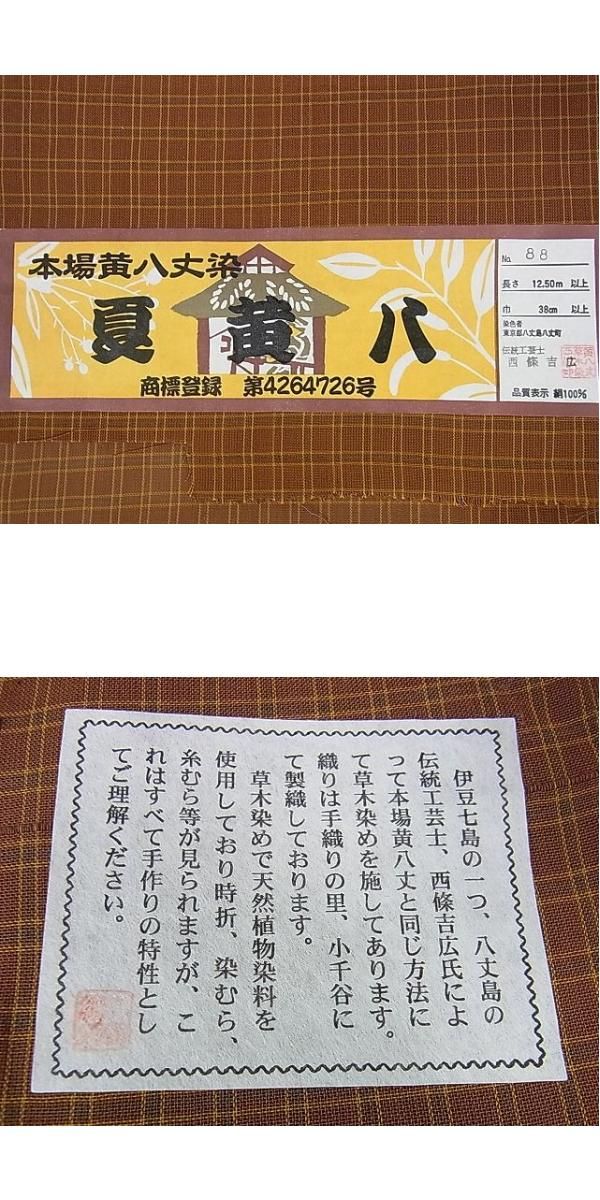 本場黄八丈染
夏黄八
商標登録 第4264726号
No. 88
長さ 12.50m 以上
巾 38cm 以上
染色者
東京都八丈島八丈町
伝統工芸士
西條吉広
品質表示 絹100%
伊豆七島の一つ、八丈島の
伝統工芸士、西條吉広氏によ
って本場黄八丈と同じ方法に
て草木染めを施してあります。
織りは手織りの里、小千谷に
て製織しております。
草木染めで天然植物染料を
使用しており時折、染むら、
糸むら等が見られますが、こ
れはすべて手作りの特性とし
てご理解ください。